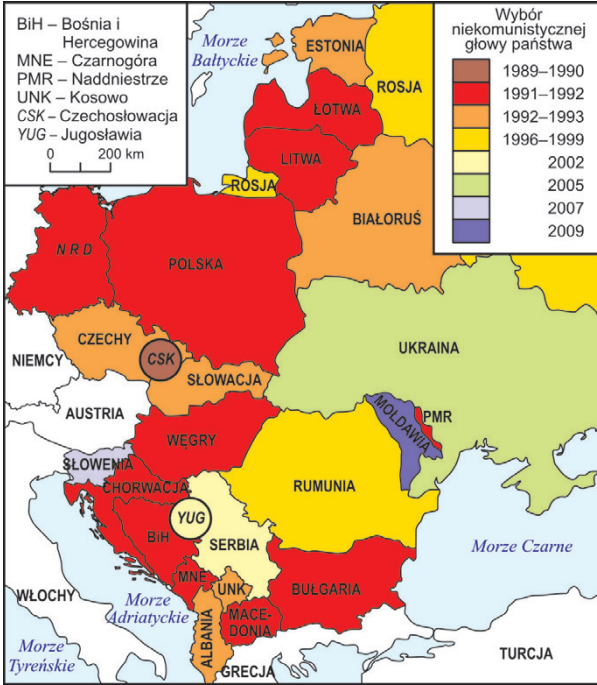 BiH – Bośnia i
Hercegowina
MNE – Czarnogóra
PMR – Naddniestrze
UNK – Kosowo
CSK – Czechosłowacja
YUG – Jugosławia
0 200 km
Wybór
niekomunistycznej
głowy państwa
1989–1990
1991–1992
1992–1993
1996–1999
2002
2005
2007
2009
Morze
Bałtyckie
ESTONIA
ROSJA
ŁOTWA
LITWA
ROSJA
BIAŁORUŚ
NRD
POLSKA
UKRAINA
CZECHY
CSK
NIEMCY
SŁOWACJA
AUSTRIA
MOŁDAWIA
PMR
WĘGRY
SŁOWENIA
CHORWACJA
RUMUNIA
YUG
BiH
SERBIA
Morze Czarne
MNE
UNK
BUŁGARIA
WŁOCHY
Morze
Adriatyckie
MACE-
DONIA
ALBANIA
Morze
Tyreńskie
GRECJA
TURCJA